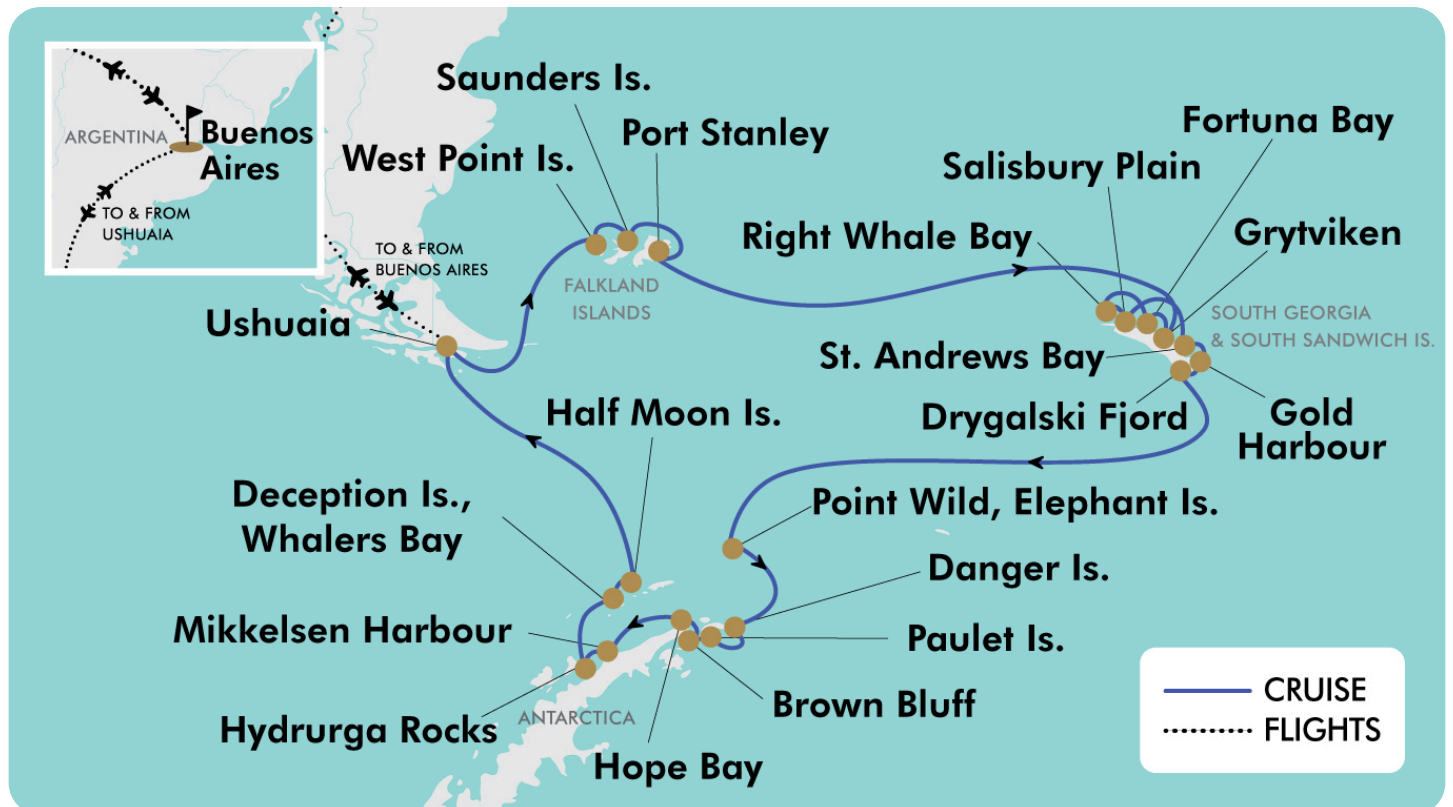 ARGENTINA
Buenos
Aires
TO & FROM
USHUAIA
Saunders Is.
Port Stanley
West Point Is.
Fortuna Bay
Salisbury Plain
Right Whale Bay
Grytviken
TO & FROM
BUENOS AIRES
FALKLAND
ISLANDS
Ushuaia
SOUTH GEORGIA
& SOUTH SANDWICH IS.
St. Andrews Bay
Drygalski Fjord
Gold
Harbour
Half Moon Is.
Deception Is.,
Whalers Bay
Point Wild, Elephant Is.
Danger Is.
Mikkelsen Harbour
Paulet Is.
Brown Bluff
Hydrurga Rocks
ANTARCTICA
Hope Bay
CRUISE
FLIGHTS